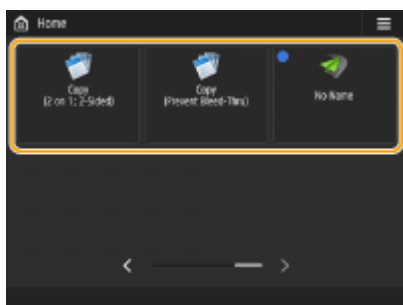 Home
Copy
(2 on 1; 2-Sided)
Copy
(Prevent Bleed-Thru)
No Name